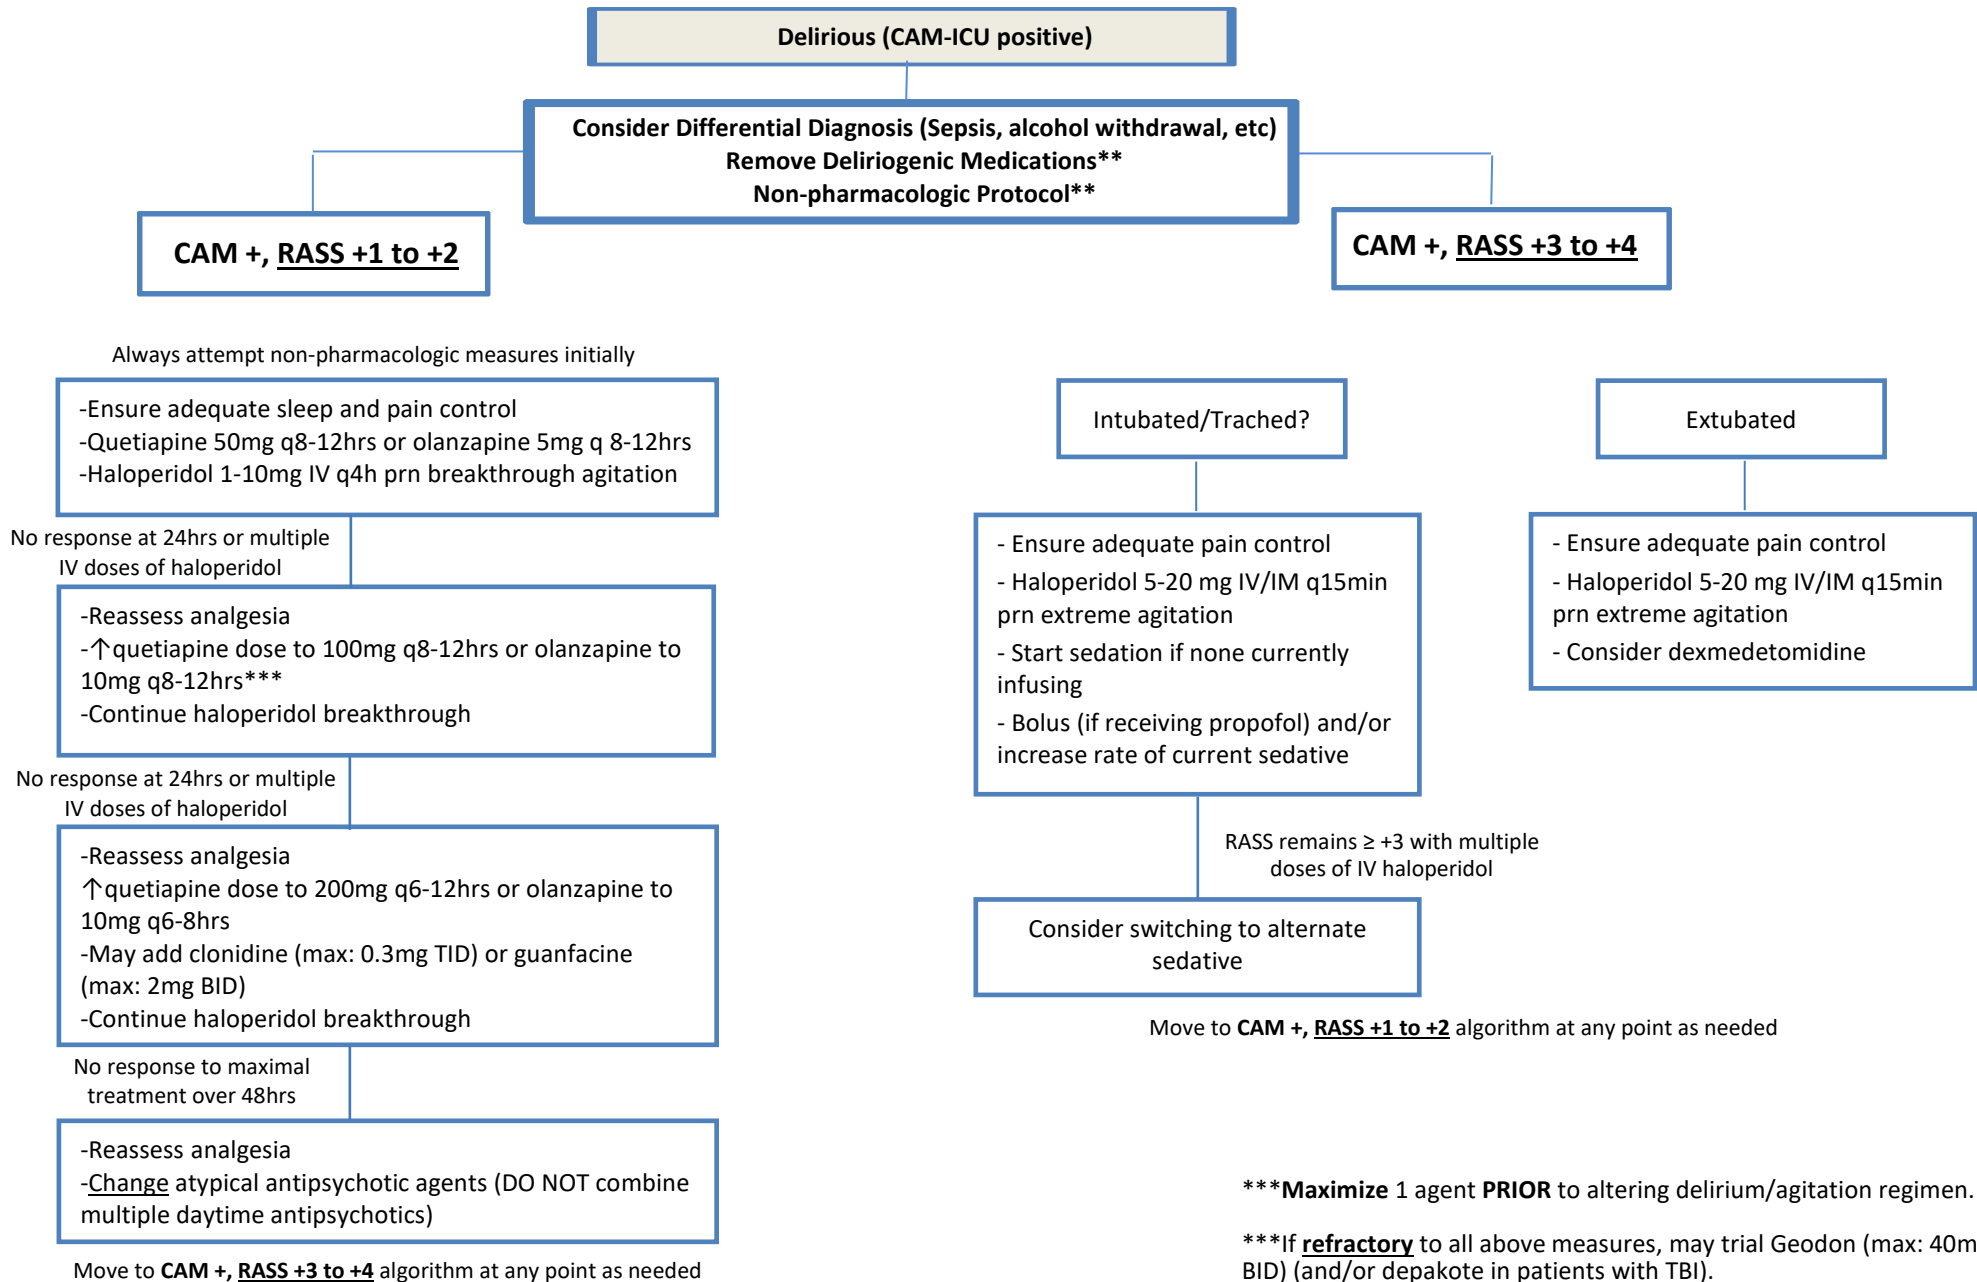 Delirious (CAM-ICU positive)
Consider Differential Diagnosis (Sepsis, alcohol withdrawal, etc)
Remove Deliriogenic Medications**
Non-pharmacologic Protocol**
CAM +, RASS +1 to +2
CAM +, RASS +3 to +4
Always attempt non-pharmacologic measures initially
-Ensure adequate sleep and pain control
-Quetiapine 50mg q8-12hrs or olanzapine 5mg q 8-12hrs
-Haloperidol 1-10mg IV q4h prn breakthrough agitation
No response at 24hrs or multiple
IV doses of haloperidol
-Reassess analgesia
-↑quetiapine dose to 100mg q8-12hrs or olanzapine to
10mg q8-12hrs***
-Continue haloperidol breakthrough
No response at 24hrs or multiple
IV doses of haloperidol
-Reassess analgesia
↑quetiapine dose to 200mg q6-12hrs or olanzapine to
10mg q6-8hrs
-May add clonidine (max: 0.3mg TID) or guanfacine
(max: 2mg BID)
-Continue haloperidol breakthrough
No response to maximal
treatment over 48hrs
-Reassess analgesia
-Change atypical antipsychotic agents (DO NOT combine
multiple daytime antipsychotics)
Move to CAM +, RASS +3 to +4 algorithm at any point as needed
Intubated/Trached?
- Ensure adequate pain control
- Haloperidol 5-20 mg IV/IM q15min
prn extreme agitation
- Start sedation if none currently
infusing
- Bolus (if receiving propofol) and/or
increase rate of current sedative
RASS remains ≥ +3 with multiple
doses of IV haloperidol
Consider switching to alternate
sedative
Extubated
- Ensure adequate pain control
- Haloperidol 5-20 mg IV/IM q15min
prn extreme agitation
- Consider dexmedetomidine
Move to CAM +, RASS +1 to +2 algorithm at any point as needed
***Maximize 1 agent PRIOR to altering delirium/agitation regimen.
***If refractory to all above measures, may trial Geodon (max: 40m
BID) (and/or depakote in patients with TBI).